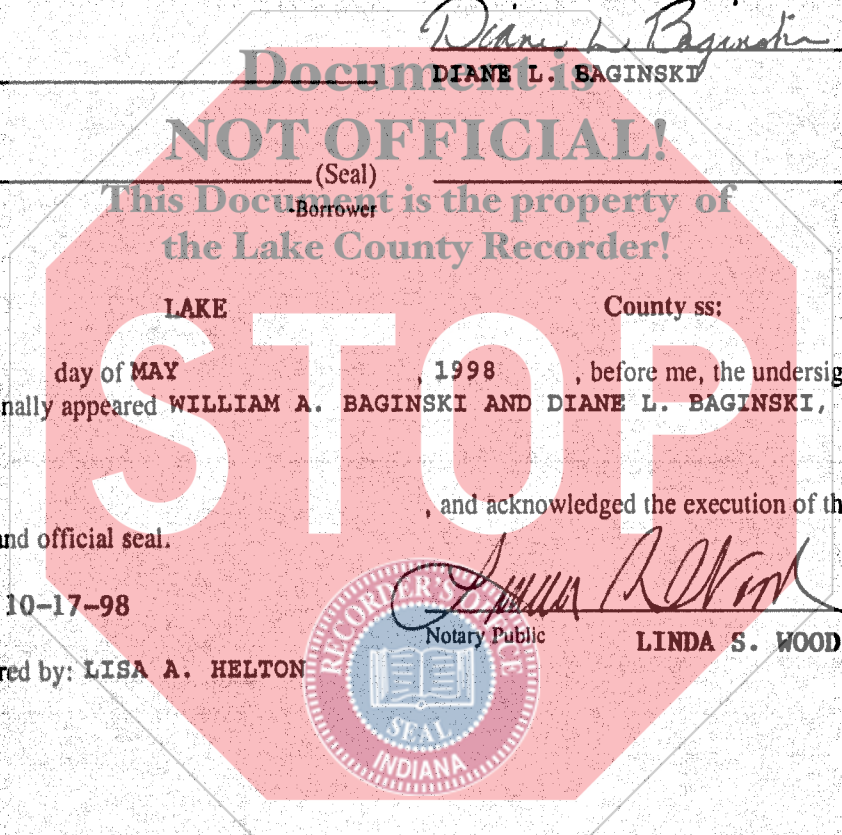 Diane L. Baginski
DIANE L. BAGINSKI
Document is
NOT OFFICIAL!
(Seal)
This Document is the property of
-Borrower
the Lake County Recorder!
LAKE County ss:
STOP
day of MAY , 1998 , before me, the undersig
nally appeared WILLIAM A. BAGINSKI AND DIANE L. BAGINSKI,
, and acknowledged the execution of th
and official seal.
10-17-98
Notary Public LINDA S. WOOD
red by: LISA A. HELTON
RECORDER'S OFFICE
SEAL
INDIANA